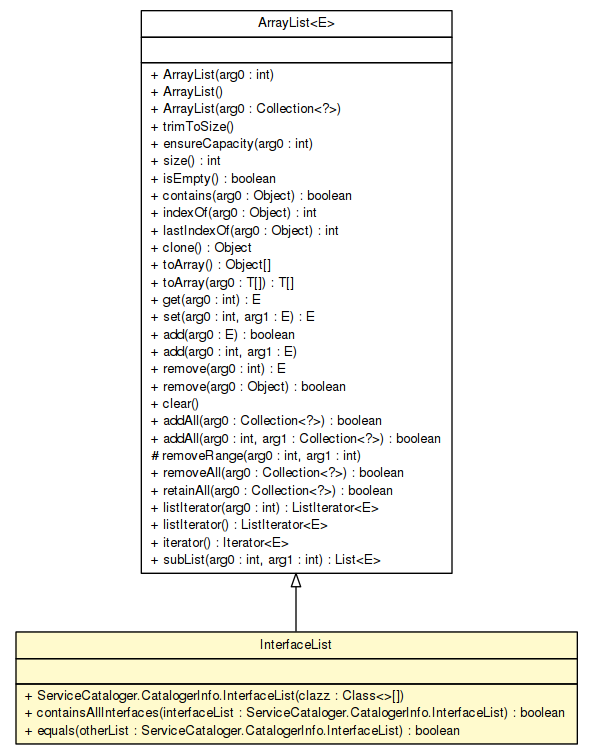 ArrayList<E>
+ ArrayList(arg0 : int)
+ ArrayList()
+ ArrayList(arg0 : Collection<?>)
+ trimToSize()
+ ensureCapacity(arg0 : int)
+ size() : int
+ isEmpty() : boolean
+ contains(arg0 : Object) : boolean
+ indexOf(arg0 : Object) : int
+ lastIndexOf(arg0 : Object) : int
+ clone() : Object
+ toArray() : Object[]
+ toArray(arg0 : T[]) : T[]
+ get(arg0 : int) : E
+ set(arg0 : int, arg1 : E) : E
+ add(arg0 : E) : boolean
+ add(arg0 : int, arg1 : E)
+ remove(arg0 : int) : E
+ remove(arg0 : Object) : boolean
+ clear()
+ addAll(arg0 : Collection<?>) : boolean
+ addAll(arg0 : int, arg1 : Collection<?>) : boolean
# removeRange(arg0 : int, arg1 : int)
+ removeAll(arg0 : Collection<?>) : boolean
+ retainAll(arg0 : Collection<?>) : boolean
+ listIterator(arg0 : int) : ListIterator<E>
+ listIterator() : ListIterator<E>
+ iterator() : Iterator<E>
+ subList(arg0 : int, arg1 : int) : List<E>
InterfaceList
+ ServiceCataloger.CatalogerInfo.InterfaceList(clazz : Class<>[])
+ containsAllInterfaces(interfaceList : ServiceCataloger.CatalogerInfo.InterfaceList) : boolean
+ equals(otherList : ServiceCataloger.CatalogerInfo.InterfaceList) : boolean